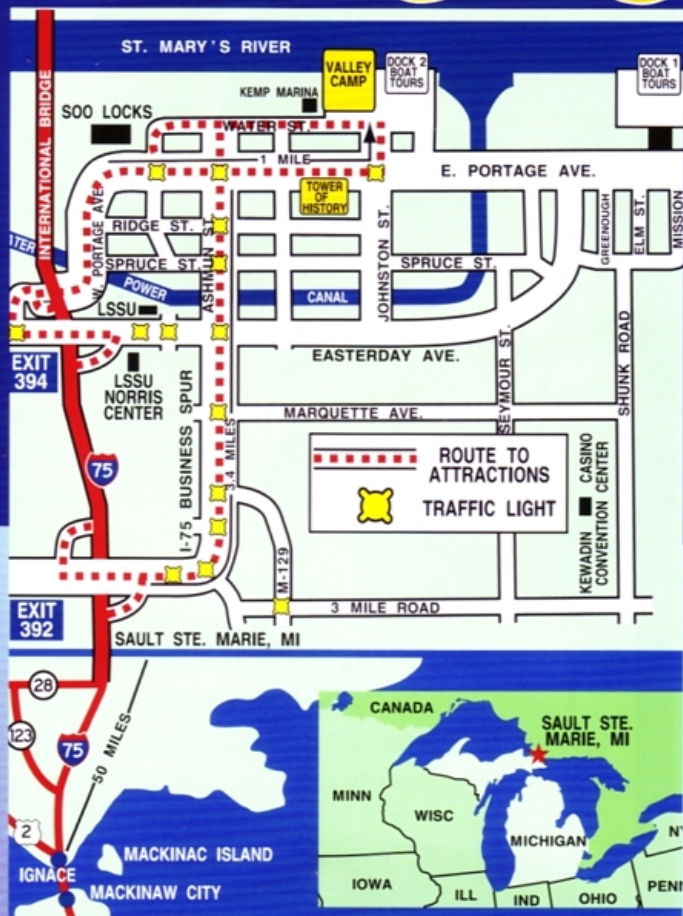 ST. MARY'S RIVER
INTERNATIONAL BRIDGE
SOO LOCKS
KEMP MARINA
VALLEY
CAMP
DOCK 2
BOAT
TOURS
DOCK 1
BOAT
TOURS
WATER ST.
1 MILE
E. PORTAGE AVE.
TOWER
OF
HISTORY
W. PORTAGE AVE.
RIDGE ST.
SPRUCE ST.
ASHMUN ST.
JOHNSTON ST.
SPRUCE ST.
GREENOUGH
ELM ST.
MISSION
POWER
CANAL
LSSU
EASTERDAY AVE.
SEYMOUR ST.
SHUNK ROAD
EXIT
394
LSSU
NORRIS
CENTER
MARQUETTE AVE.
75
I-75 BUSINESS SPUR
3.4 MILES
ROUTE TO
ATTRACTIONS
TRAFFIC LIGHT
KEWADIN CASINO
CONVENTION CENTER
M-129
3 MILE ROAD
EXIT
392
SAULT STE. MARIE, MI
28
123
75
50 MILES
2
IGNACE
MACKINAC ISLAND
MACKINAW CITY
CANADA
SAULT STE.
MARIE, MI
MINN
WISC
MICHIGAN
IOWA
ILL
IND
OHIO